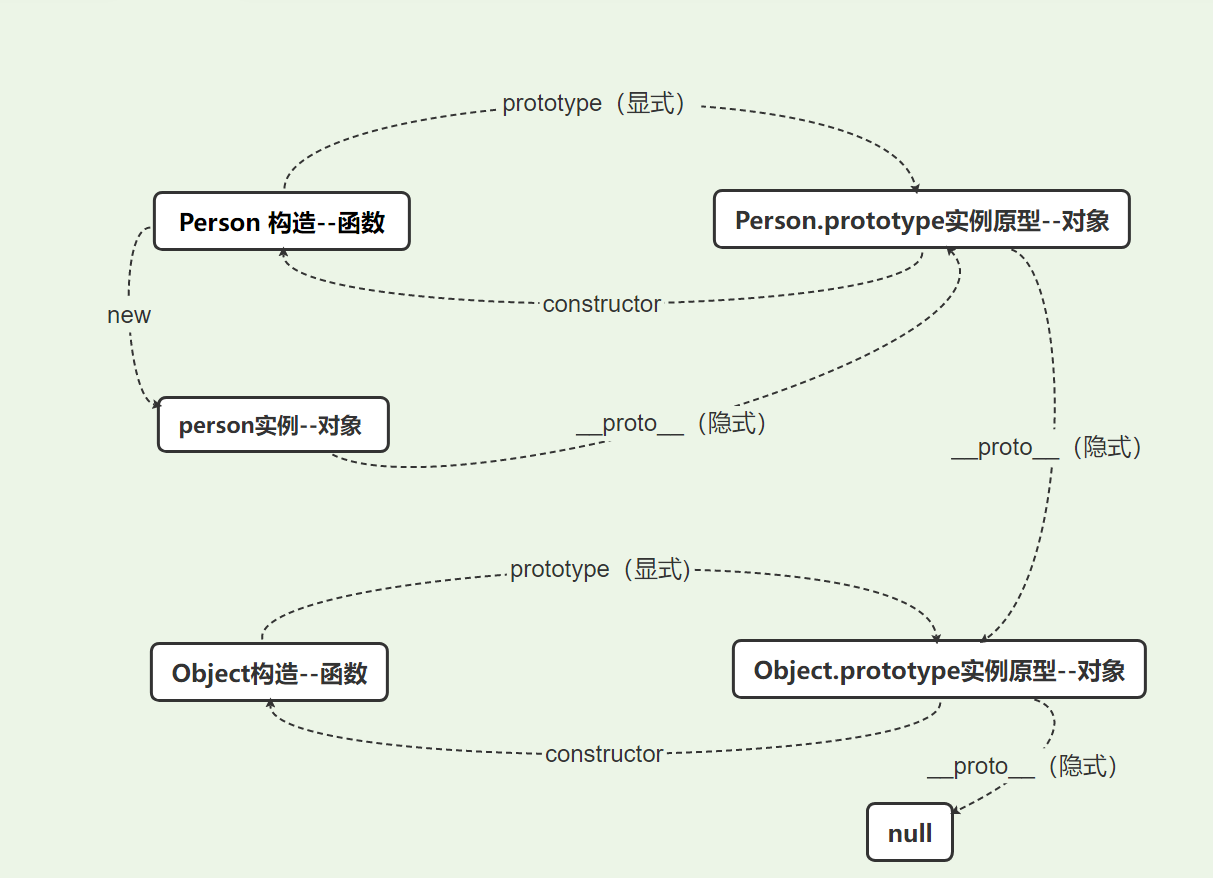 prototype（显式）
Person 构造--函数
Person.prototype实例原型--对象
constructor
new
person实例--对象
__proto__（隐式）
__proto__（隐式）
prototype（显式)
Object构造--函数
Object.prototype实例原型--对象
constructor
__proto__（隐式）
null